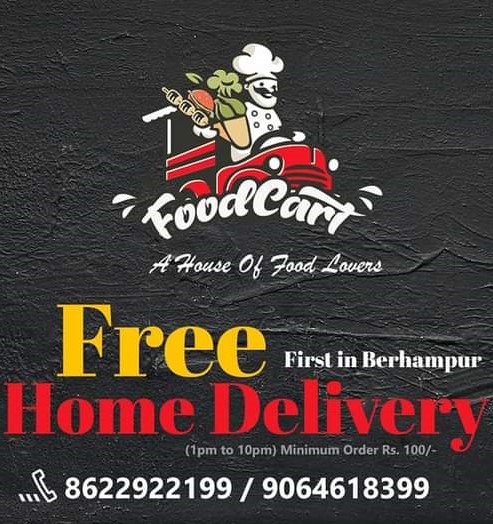 FoodCart
A House Of Food Lovers
Free First in Berhampur
Home Delivery
(1pm to 10pm) Minimum Order Rs. 100/-
8622922199 / 9064618399